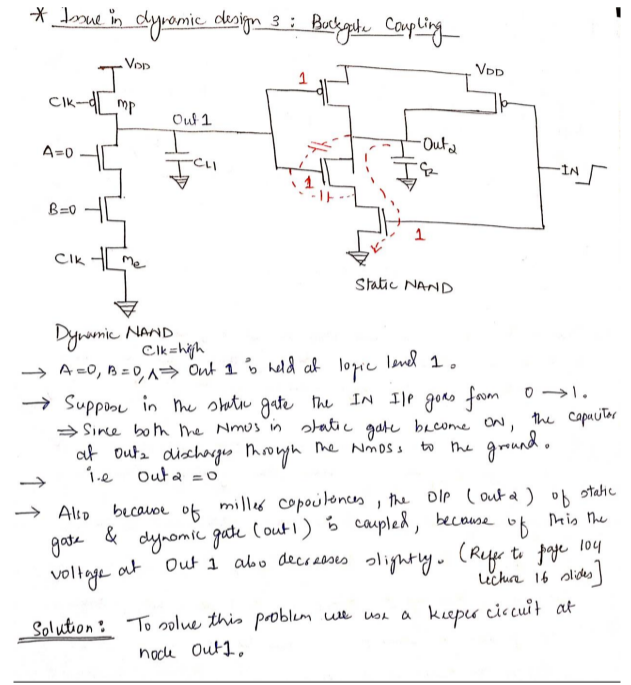 * Issue in dynamic design 3 : Backgate Coupling
VDD
VDD
1
Clk
mp
Out 1
Out2
A=0
CL1
CL2
IN
1
B=0
1
Clk
me
Static NAND
Dynamic NAND
Clk=high
→ A=0, B=0, ∧ ⇒ Out 1 is held at logic level 1.
→ Suppose in the static gate the IN I/P goes from 0 → 1.
⇒ Since both the Nmos in static gate become ON, the capacitor
at out2 discharges through the NMOSs to the ground.
→ i.e Out2 = 0
→ Also because of miller capacitances, the O/P (out2) of static
gate & dynamic gate (out1) is coupled, because of this the
voltage at Out 1 also decreases slightly. (Refer to page 104
lecture 16 slides]
Solution : To solve this problem we use a keeper circuit at
node Out1.